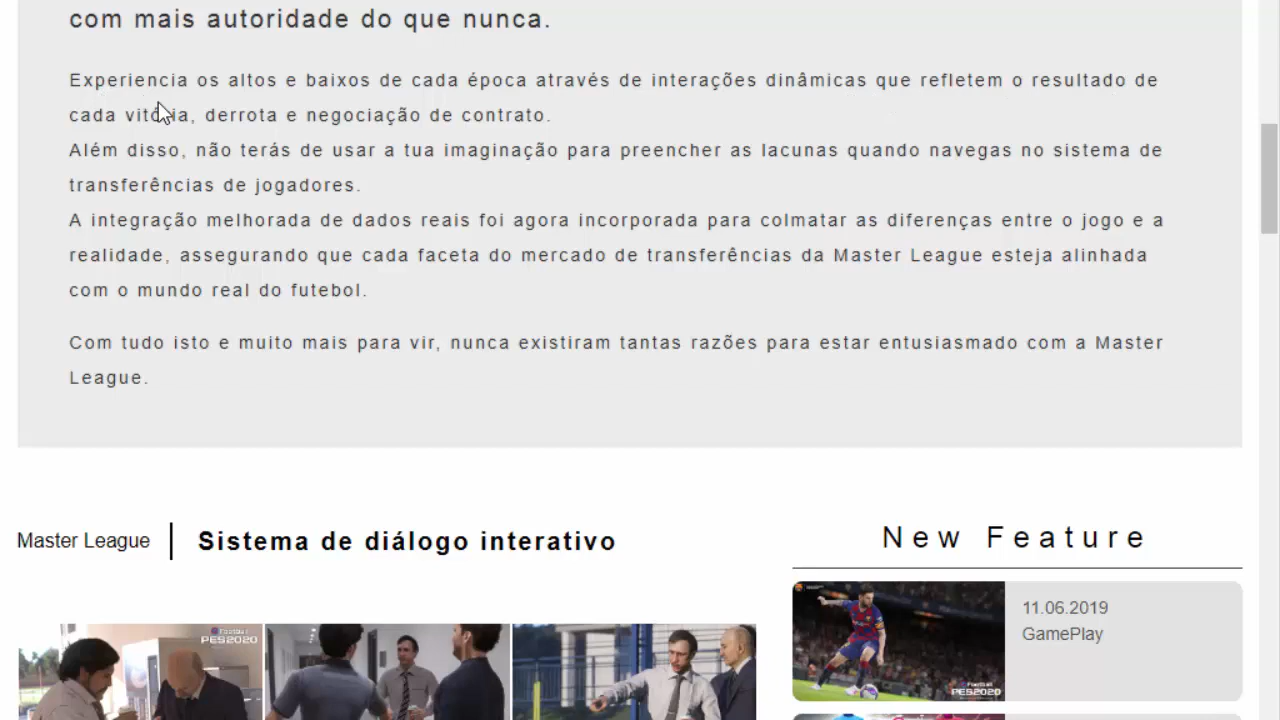 com mais autoridade do que nunca.
Experiencia os altos e baixos de cada época através de interações dinâmicas que refletem o resultado de
cada vitória, derrota e negociação de contrato.
Além disso, não terás de usar a tua imaginação para preencher as lacunas quando navegas no sistema de
transferências de jogadores.
A integração melhorada de dados reais foi agora incorporada para colmatar as diferenças entre o jogo e a
realidade, assegurando que cada faceta do mercado de transferências da Master League esteja alinhada
com o mundo real do futebol.
Com tudo isto e muito mais para vir, nunca existiram tantas razões para estar entusiasmado com a Master
League.
Master League
Sistema de diálogo interativo
New Feature
11.06.2019
GamePlay
PES2020
PES2020